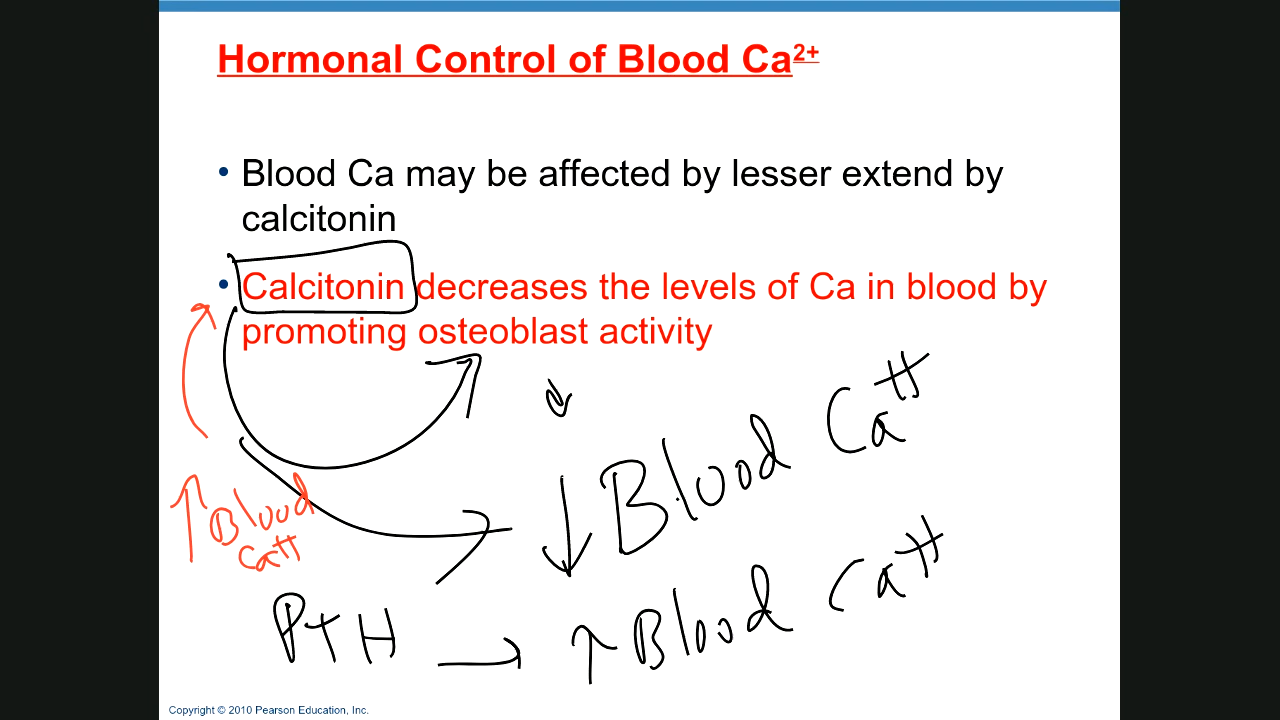 Hormonal Control of Blood Ca²⁺
• Blood Ca may be affected by lesser extend by
calcitonin
• Calcitonin decreases the levels of Ca in blood by
promoting osteoblast activity
↓ Blood Ca++
↑ Blood
Ca++
PTH → ↑ Blood Ca++
Copyright © 2010 Pearson Education, Inc.